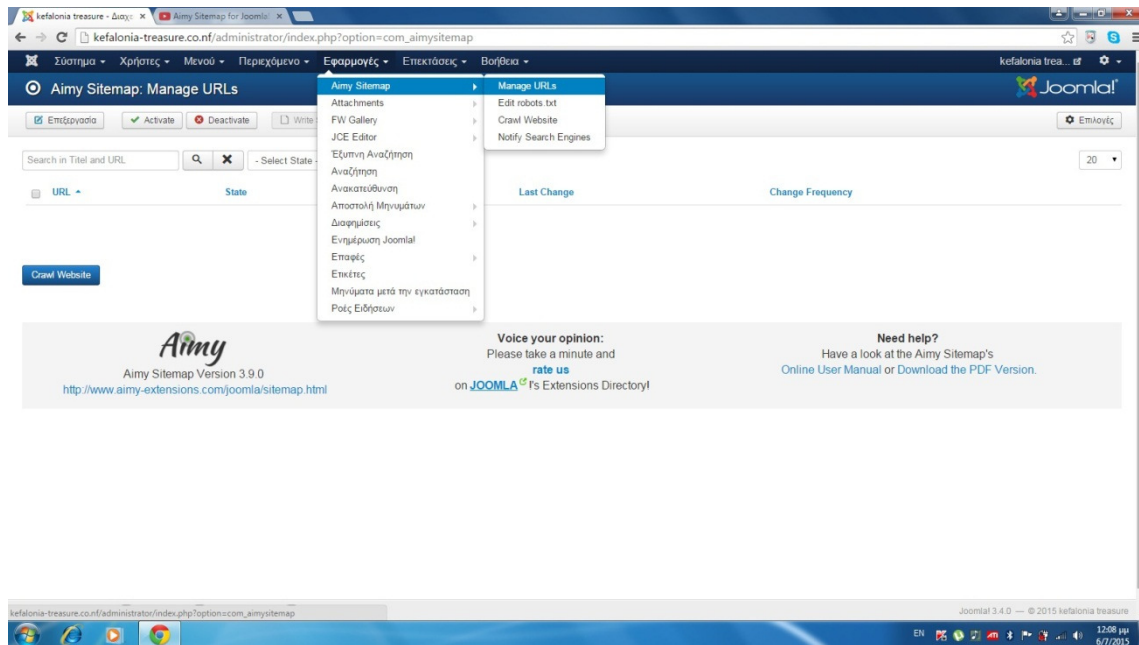 kefalonia treasure - Διαχε
Aimy Sitemap for Joomla!
kefalonia-treasure.co.nf/administrator/index.php?option=com_aimysitemap
Σύστημα Χρήστες Μενού Περιεχόμενο Εφαρμογές Επεκτάσεις Βοήθεια kefalonia trea...
Aimy Sitemap: Manage URLs
Joomla!
Επεξεργασία Activate Deactivate Write
Επιλογές
Aimy Sitemap
Attachments
FW Gallery
JCE Editor
Έξυπνη Αναζήτηση
Αναζήτηση
Ανακατεύθυνση
Αποστολή Μηνυμάτων
Διαφημίσεις
Ενημέρωση Joomla!
Επαφές
Ετικέτες
Μηνύματα μετά την εγκατάσταση
Ροές Ειδήσεων
Manage URLs
Edit robots.txt
Crawl Website
Notify Search Engines
Search in Titel and URL
- Select State -
20
URL State Last Change Change Frequency
Crawl Website
Aimy
Aimy Sitemap Version 3.9.0
http://www.aimy-extensions.com/joomla/sitemap.html
Voice your opinion:
Please take a minute and
rate us
on JOOMLA!'s Extensions Directory!
Need help?
Have a look at the Aimy Sitemap's
Online User Manual or Download the PDF Version.
kefalonia-treasure.co.nf/administrator/index.php?option=com_aimysitemap
Joomla! 3.4.0 — © 2015 kefalonia treasure
EN
12:08 μμ
6/7/2015